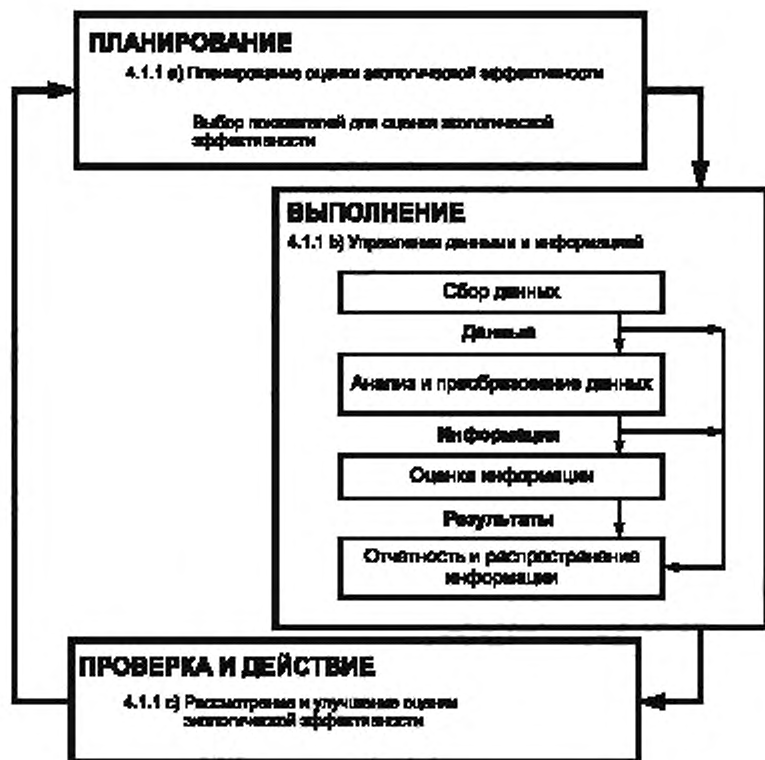 ПЛАНИРОВАНИЕ
4.1.1 a) Планирование оценки экологической эффективности
Выбор показателей для оценки экологической
эффективности
ВЫПОЛНЕНИЕ
4.1.1 b) Управление данными и информацией
Сбор данных
Данные
Анализ и преобразование данных
Информация
Оценка информации
Результаты
Отчетность и распространение
информации
ПРОВЕРКА И ДЕЙСТВИЕ
4.1.1 c) Рассмотрение и улучшение оценки
экологической эффективности